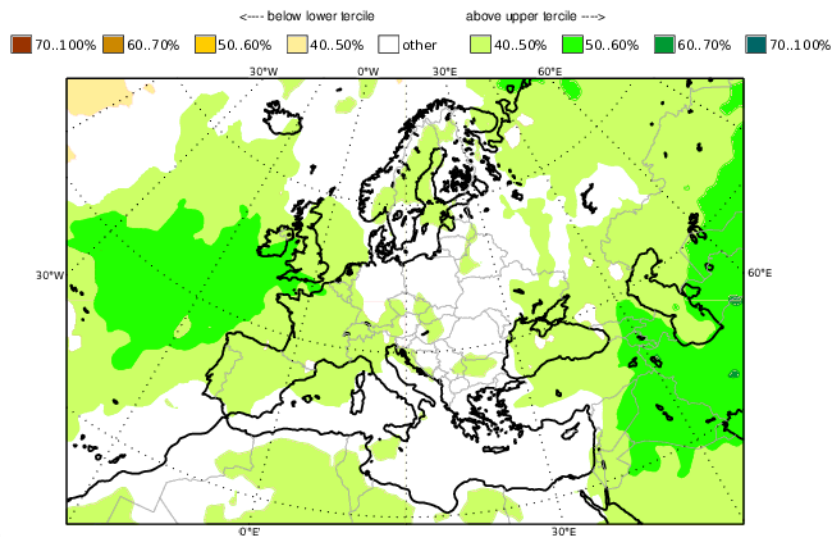 <---- below lower tercile above upper tercile ---->
70..100% 60..70% 50..60% 40..50% other 40..50% 50..60% 60..70% 70..100%
30°W 0°W 30°E 60°E
30°W 60°E
0°E 30°E